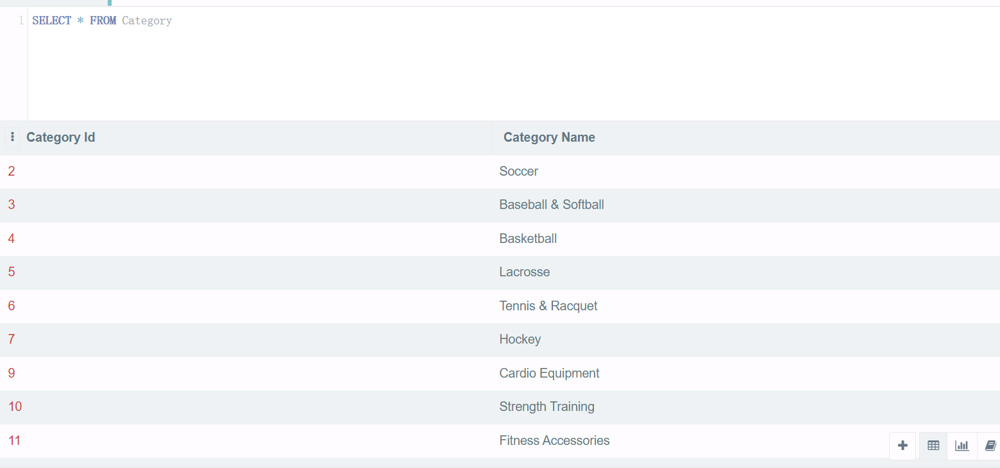 1 SELECT * FROM Category
Category Id Category Name
2 Soccer
3 Baseball & Softball
4 Basketball
5 Lacrosse
6 Tennis & Racquet
7 Hockey
9 Cardio Equipment
10 Strength Training
11 Fitness Accessories